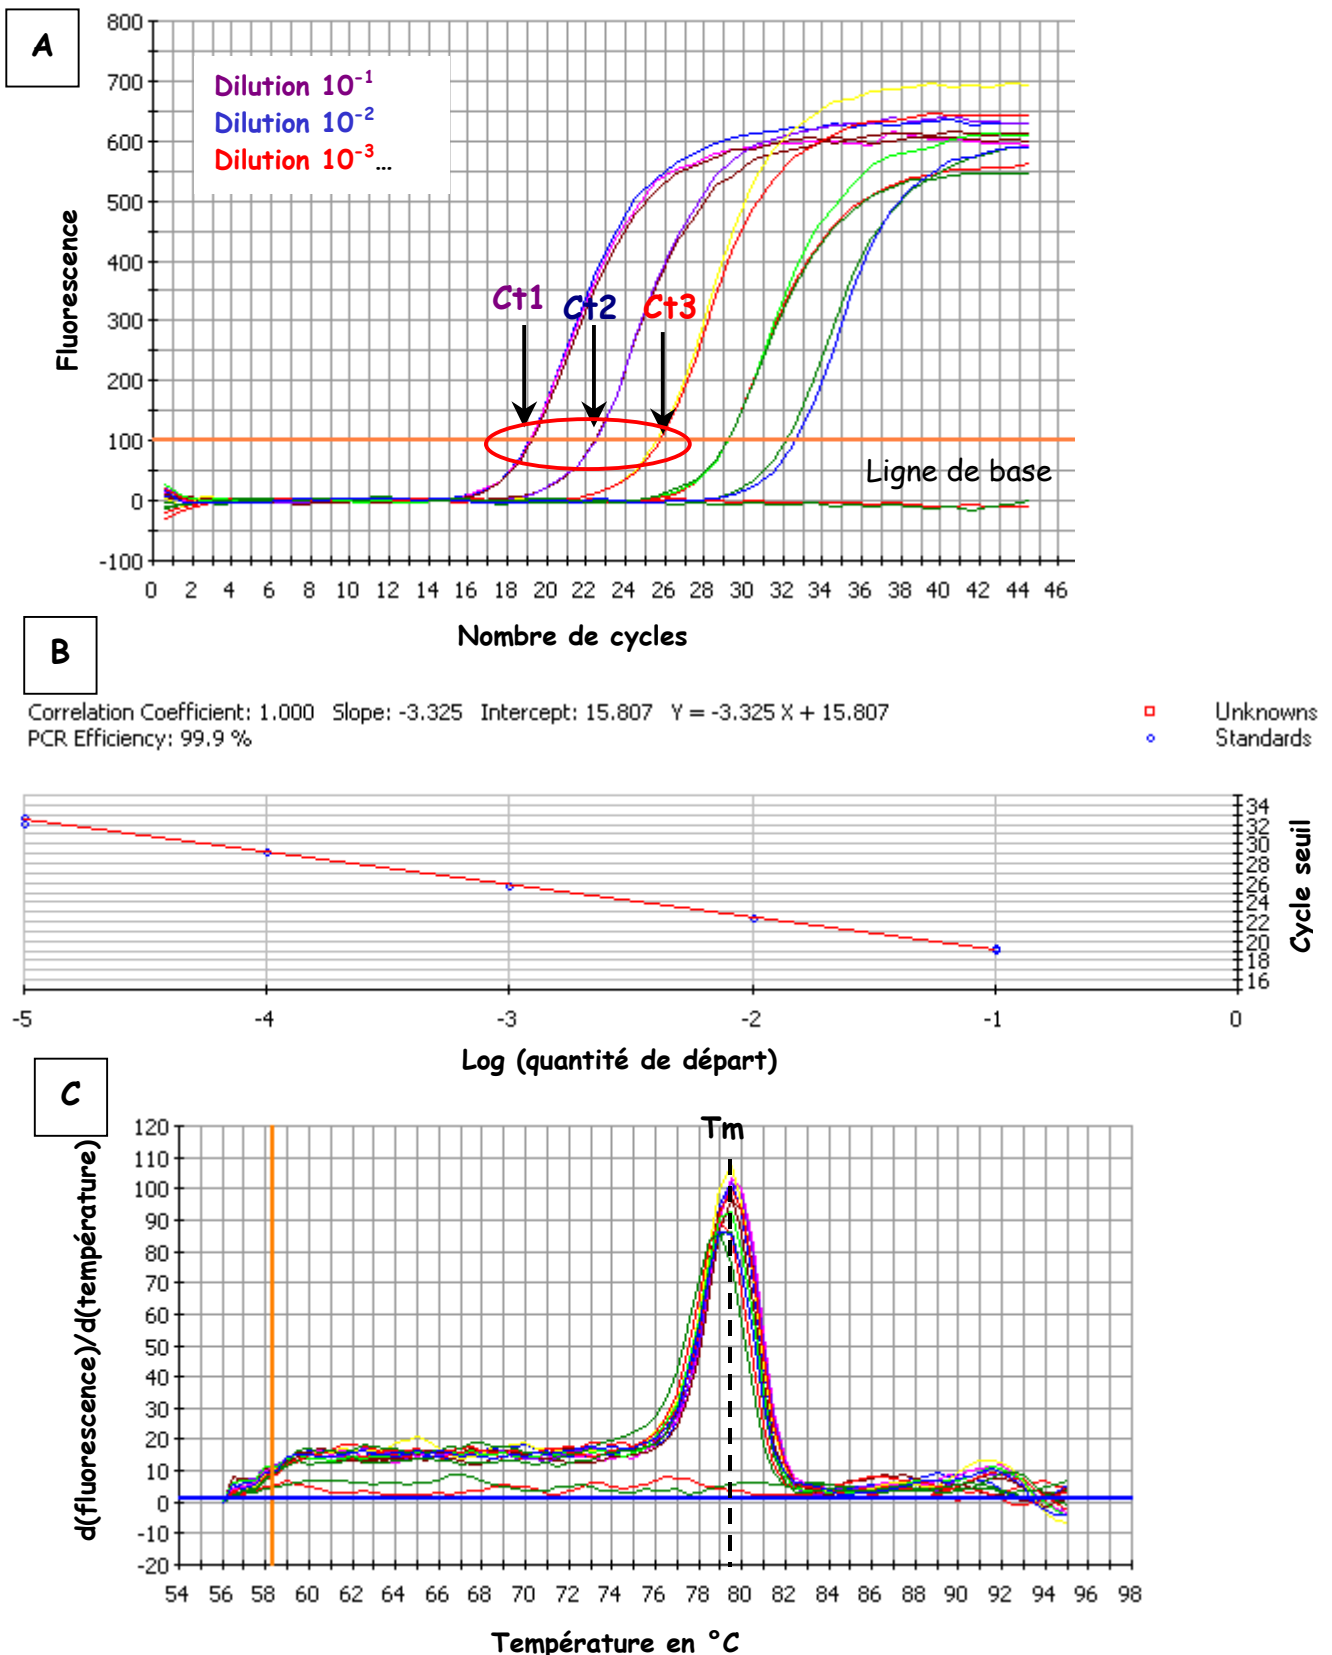 A
800
700
600
500
400
300
200
100
0
-100
Fluorescence
Dilution 10⁻¹
Dilution 10⁻²
Dilution 10⁻³...
Ct1 Ct2 Ct3
Ligne de base
0 2 4 6 8 10 12 14 16 18 20 22 24 26 28 30 32 34 36 38 40 42 44 46
Nombre de cycles
B
Correlation Coefficient: 1.000 Slope: -3.325 Intercept: 15.807 Y = -3.325 X + 15.807
PCR Efficiency: 99.9 %
Unknowns
Standards
34
32
30
28
26
24
22
20
18
16
Cycle seuil
-5 -4 -3 -2 -1 0
Log (quantité de départ)
C
Tm
120
110
100
90
80
70
60
50
40
30
20
10
0
-10
-20
d(fluorescence)/d(température)
54 56 58 60 62 64 66 68 70 72 74 76 78 80 82 84 86 88 90 92 94 96 98
Température en °C